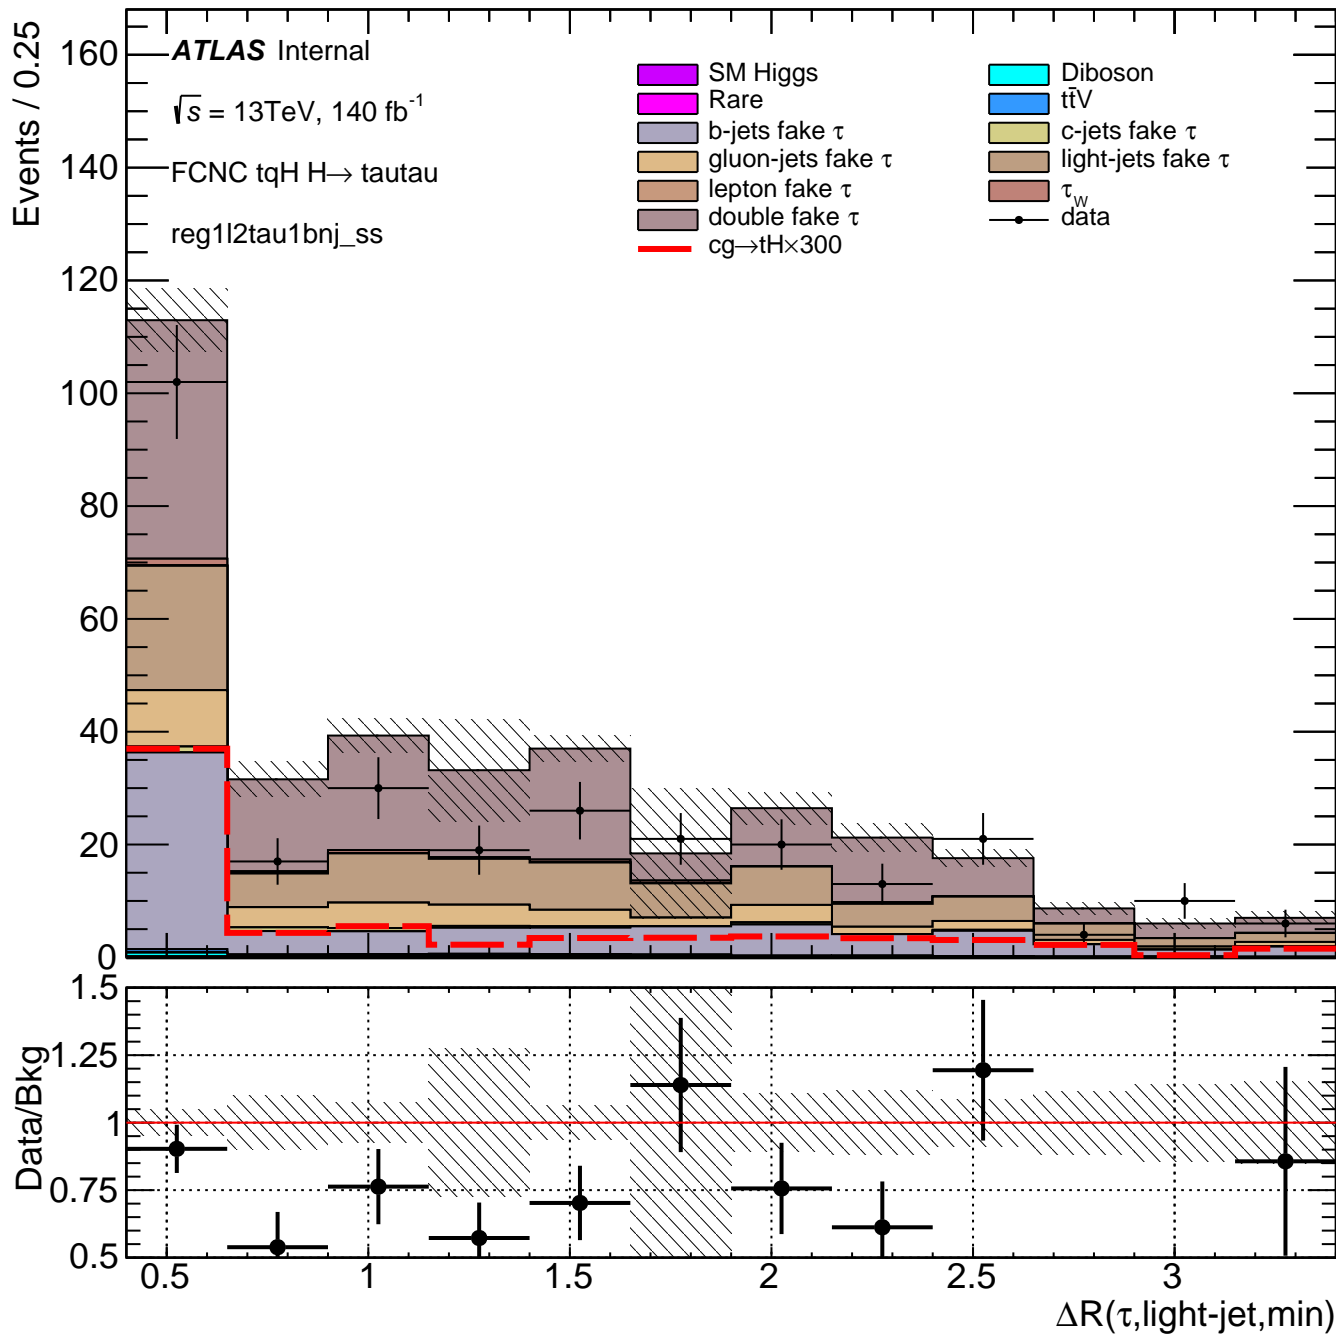 Events / 0.25
160
140
120
100
80
60
40
20
0
ATLAS Internal
√s = 13TeV, 140 fb⁻¹
FCNC tqH H→ tautau
reg1l2tau1bnj_ss
SM Higgs
Rare
b-jets fake τ
gluon-jets fake τ
lepton fake τ
double fake τ
cg→tH×300
Diboson
tt̄V
c-jets fake τ
light-jets fake τ
τ_W
data
Data/Bkg
1.5
1.25
1
0.75
0.5
0.5 1 1.5 2 2.5 3
ΔR(τ,light-jet,min)